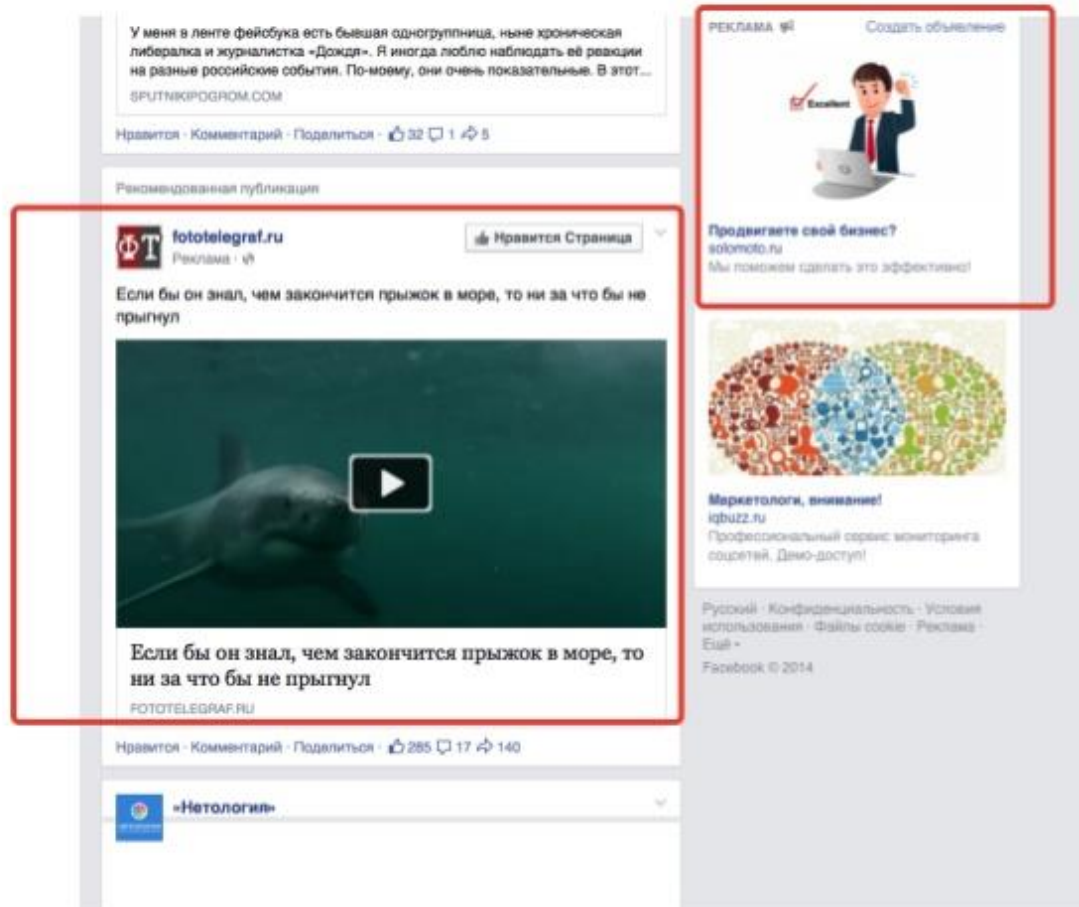 У меня в ленте фейсбука есть бывшая одногруппница, ныне хроническая
либералка и журналистка «Дождя». Я иногда люблю наблюдать её реакции
на разные российские события. По-моему, они очень показательные. В этот...
SPUTNIKIPOGROM.COM
Нравится · Комментарий · Поделиться · 32 1 5
Рекомендованная публикация
ФТ
fototelegraf.ru
Нравится Страница
Реклама ·
Если бы он знал, чем закончится прыжок в море, то ни за что бы не
прыгнул
Если бы он знал, чем закончится прыжок в море, то
ни за что бы не прыгнул
FOTOTELEGRAF.RU
Нравится · Комментарий · Поделиться · 285 17 140
«Нетология»
РЕКЛАМА
Создать объявление
Excellent
Продвигаете свой бизнес?
solomoto.ru
Мы поможем сделать это эффективно!
Маркетологи, внимание!
iqbuzz.ru
Профессиональный сервис мониторинга
соцсетей. Демо-доступ!
Русский · Конфиденциальность · Условия
использования · Файлы cookie · Реклама ·
Ещё
Facebook © 2014